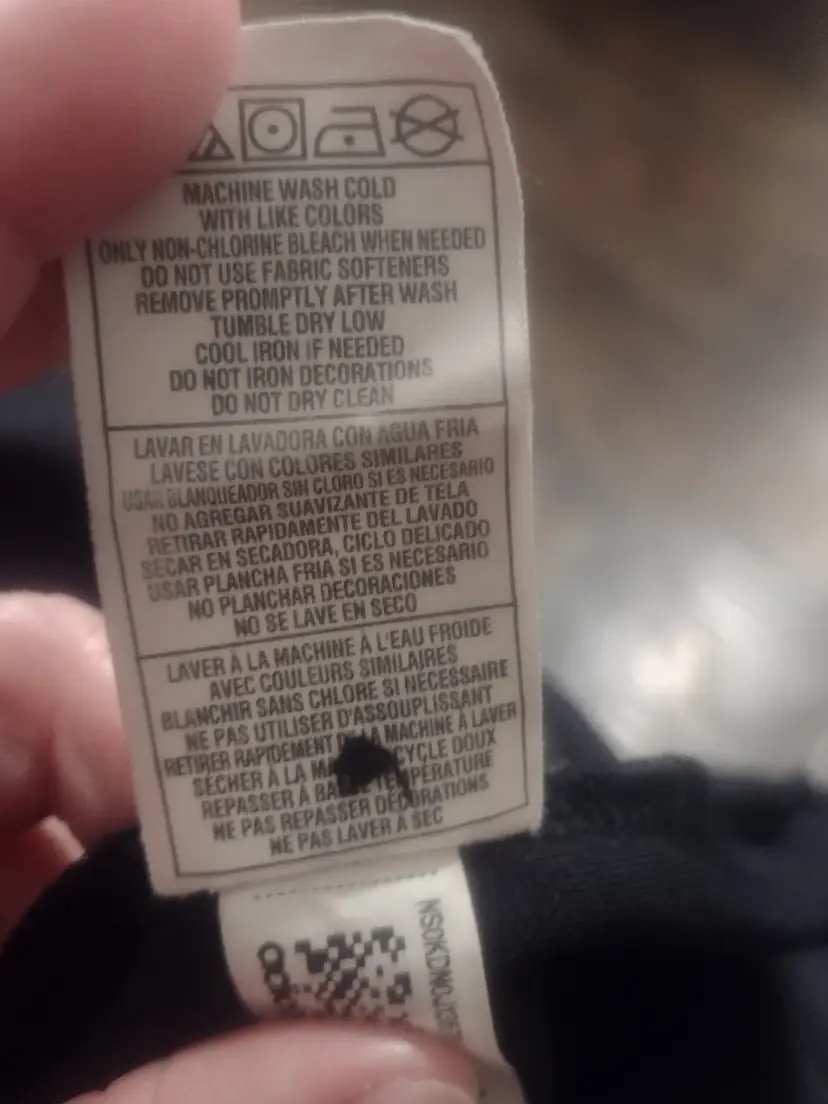 MACHINE WASH COLD
WITH LIKE COLORS
ONLY NON-CHLORINE BLEACH WHEN NEEDED
DO NOT USE FABRIC SOFTENERS
REMOVE PROMPTLY AFTER WASH
TUMBLE DRY LOW
COOL IRON IF NEEDED
DO NOT IRON DECORATIONS
DO NOT DRY CLEAN
LAVAR EN LAVADORA CON AGUA FRIA
LAVESE CON COLORES SIMILARES
USAR BLANQUEADOR SIN CLORO SI ES NECESARIO
NO AGREGAR SUAVIZANTE DE TELA
RETIRAR RAPIDAMENTE DEL LAVADO
SECAR EN SECADORA, CICLO DELICADO
USAR PLANCHA FRIA SI ES NECESARIO
NO PLANCHAR DECORACIONES
NO SE LAVE EN SECO
LAVER À LA MACHINE À L'EAU FROIDE
AVEC COULEURS SIMILAIRES
BLANCHIR SANS CHLORE SI NÉCESSAIRE
NE PAS UTILISER D'ASSOUPLISSANT
RETIRER RAPIDEMENT LA MACHINE À LAVER
SÉCHER À LA CYCLE DOUX
REPASSER À TEMPÉRATURE
NE PAS REPASSER DÉCORATIONS
NE PAS LAVER À SEC